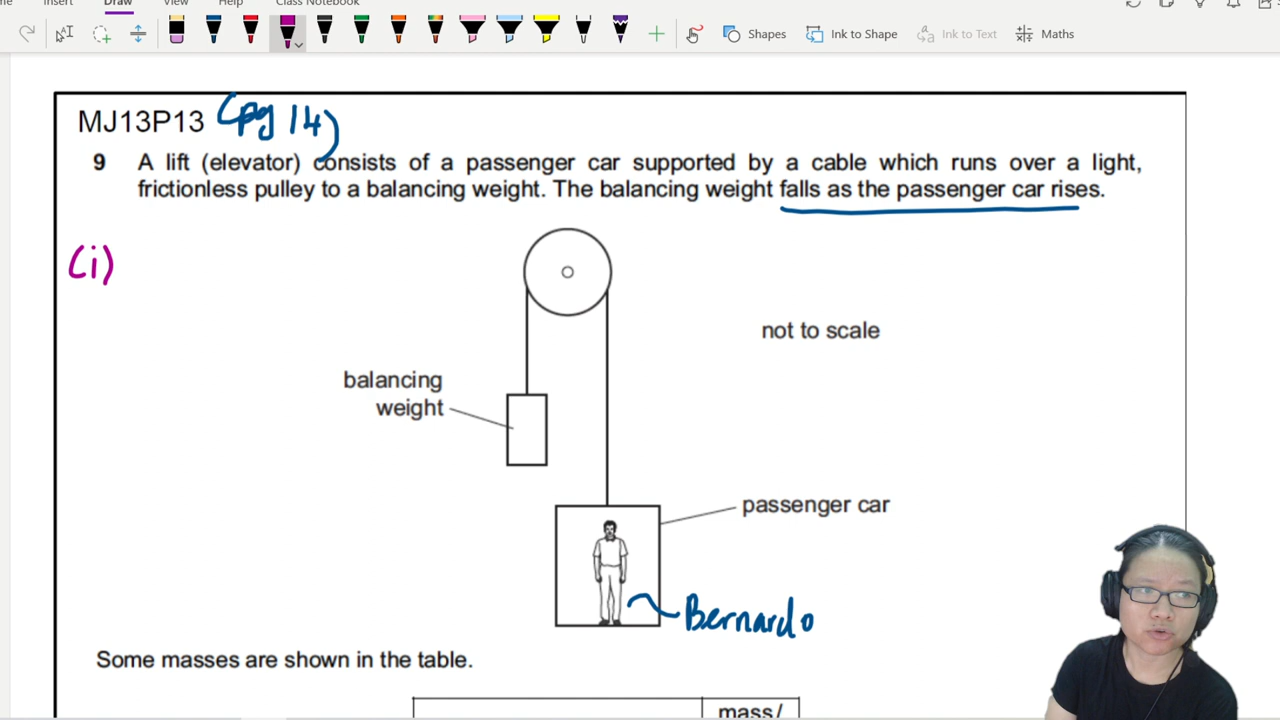 Insert Draw View Help Class Notebook
Shapes Ink to Shape Ink to Text Maths
MJ13P13 (pg 14)
9 A lift (elevator) consists of a passenger car supported by a cable which runs over a light,
frictionless pulley to a balancing weight. The balancing weight falls as the passenger car rises.
(i)
not to scale
balancing
weight
passenger car
Bernardo
Some masses are shown in the table.
mass/